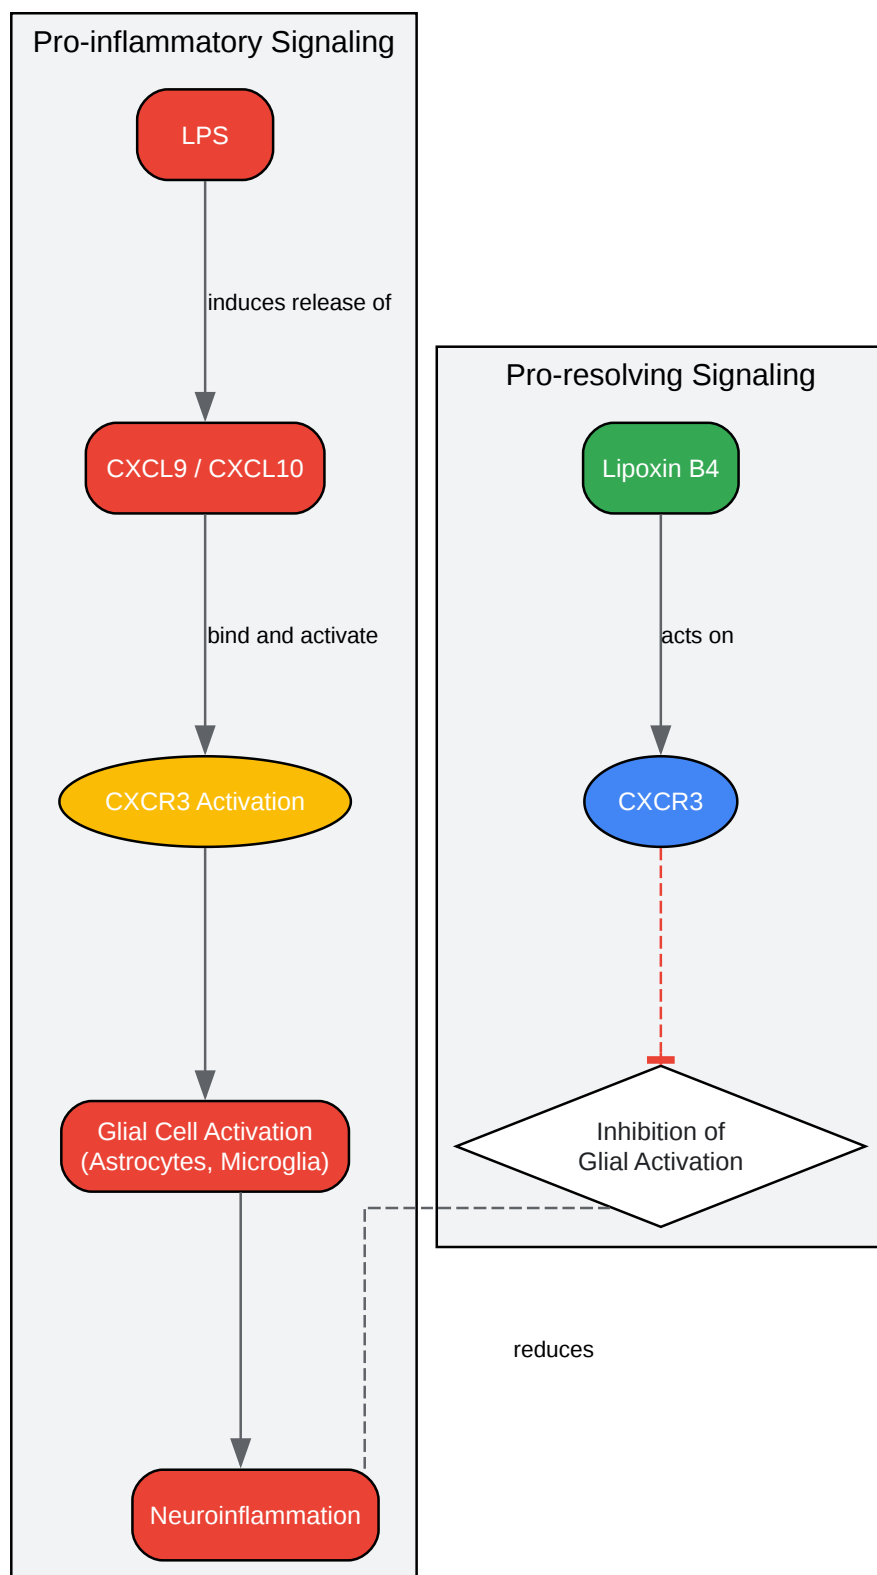 Pro-inflammatory Signaling
LPS
induces release of
CXCL9 / CXCL10
bind and activate
CXCR3 Activation
Glial Cell Activation
(Astrocytes, Microglia)
Neuroinflammation
Pro-resolving Signaling
Lipoxin B4
acts on
CXCR3
Inhibition of
Glial Activation
reduces